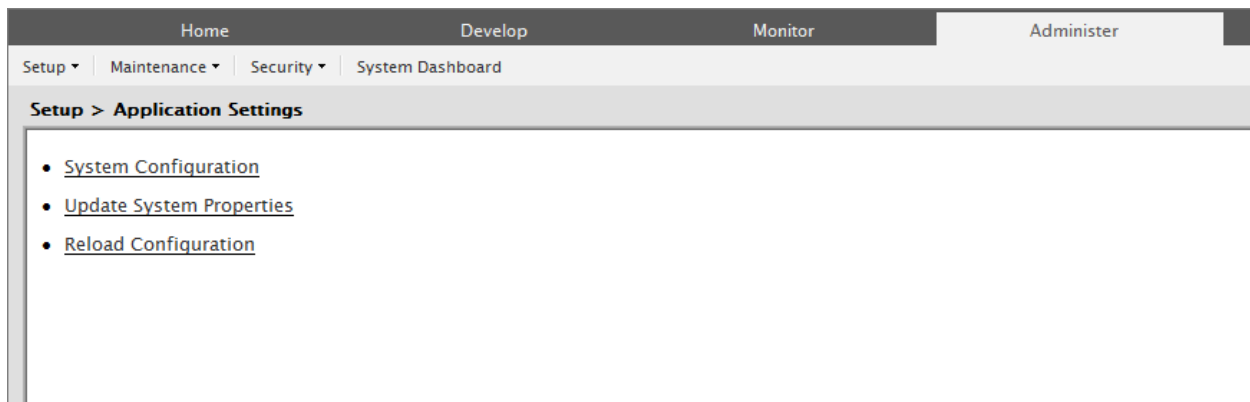 Home Develop Monitor Administer
Setup Maintenance Security System Dashboard
Setup > Application Settings
System Configuration
Update System Properties
Reload Configuration